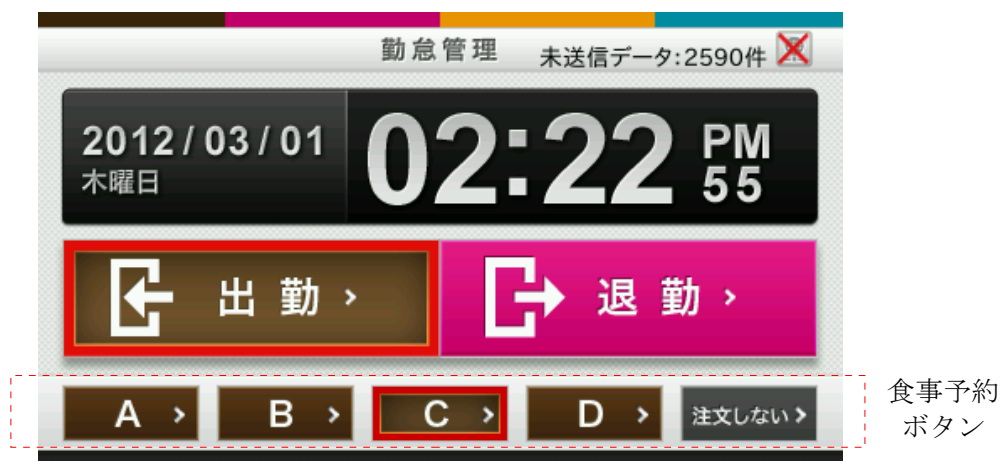 勤怠管理
未送信データ:2590件
2012/03/01
木曜日
02:22 PM
55
出勤 ›
退勤 ›
A ›
B ›
C ›
D ›
注文しない ›
食事予約
ボタン